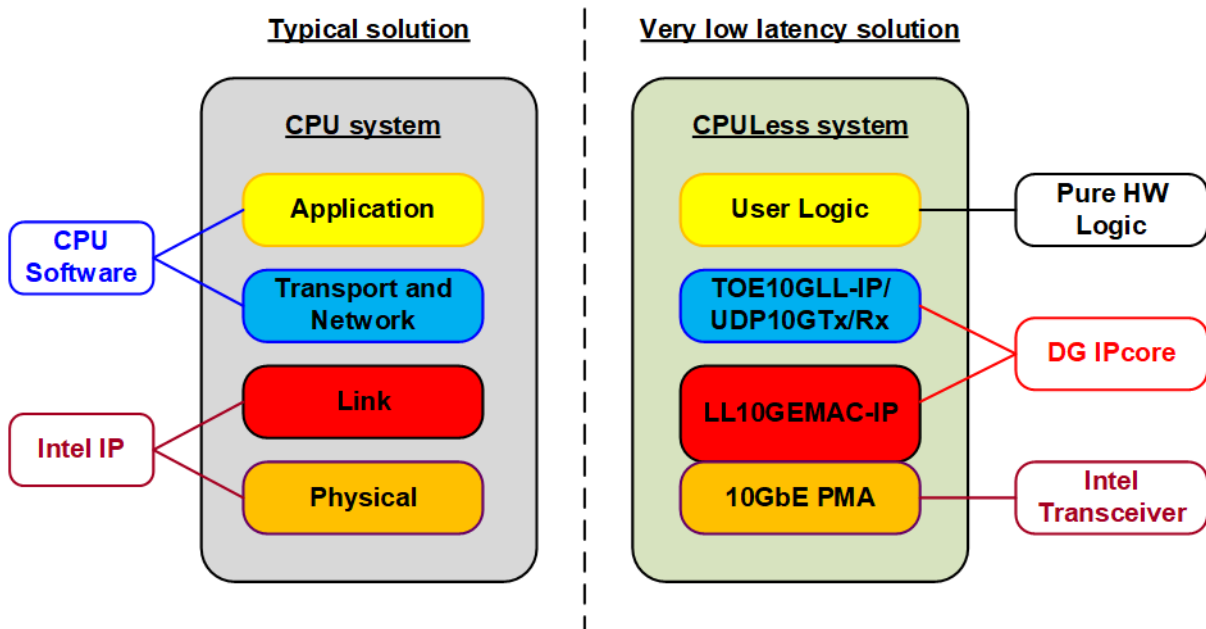 Typical solution
CPU system
Application
Transport and
Network
Link
Physical
CPU
Software
Intel IP
Very low latency solution
CPULess system
User Logic
TOE10GLL-IP/
UDP10GTx/Rx
LL10GEMAC-IP
10GbE PMA
Pure HW
Logic
DG IPcore
Intel
Transceiver